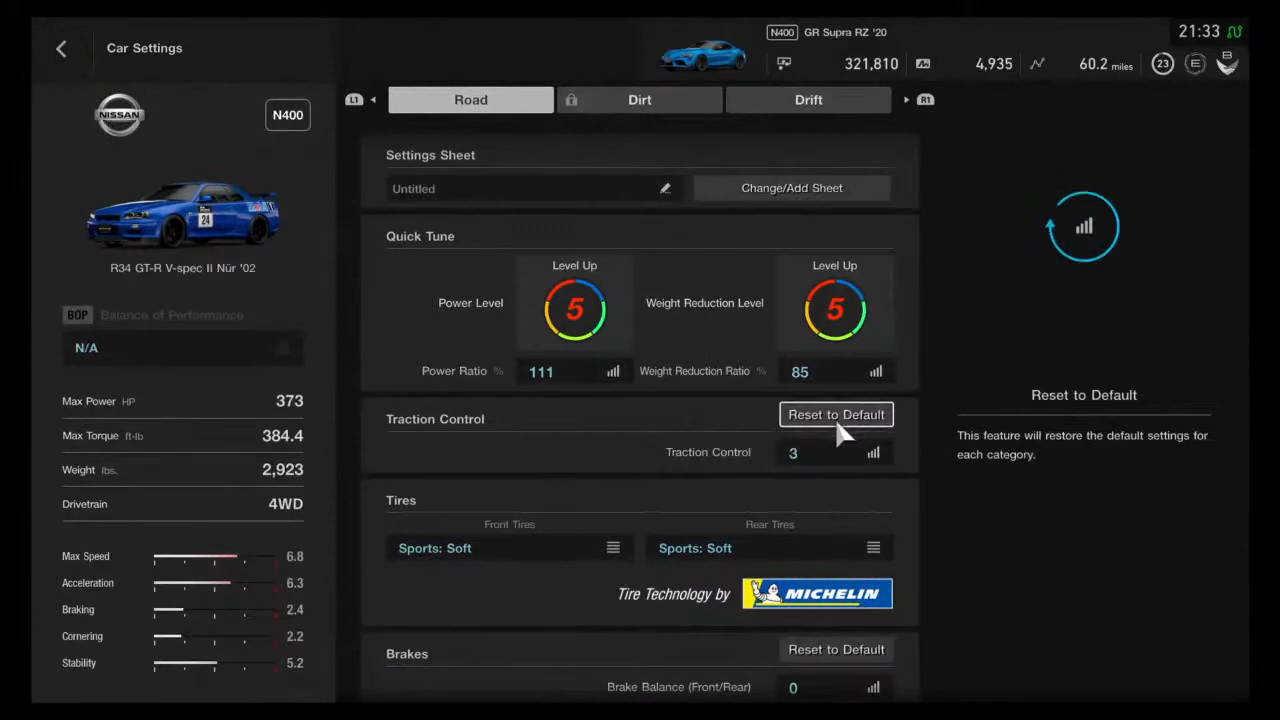 Car Settings
N400 GR Supra RZ '20
21:33
321,810
4,935
60.2 miles
23
E
B
NISSAN
N400
24
R34 GT-R V-spec II Nür '02
BOP Balance of Performance
N/A
Max Power HP 373
Max Torque ft-lb 384.4
Weight lbs. 2,923
Drivetrain 4WD
Max Speed 6.8
Acceleration 6.3
Braking 2.4
Cornering 2.2
Stability 5.2
L1 Road Dirt Drift R1
Settings Sheet
Untitled Change/Add Sheet
Quick Tune
Level Up Level Up
Power Level 5 Weight Reduction Level 5
Power Ratio % 111 Weight Reduction Ratio % 85
Traction Control Reset to Default
Traction Control 3
Tires
Front Tires Rear Tires
Sports: Soft Sports: Soft
Tire Technology by MICHELIN
Brakes Reset to Default
Brake Balance (Front/Rear) 0
Reset to Default
This feature will restore the default settings for
each category.